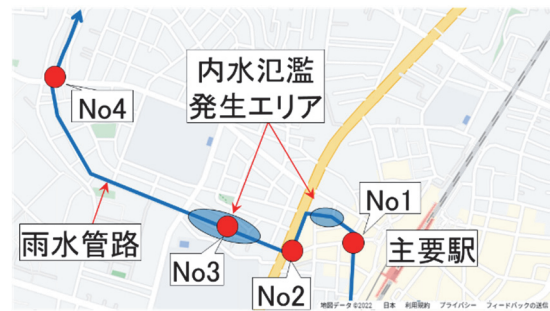 内水氾濫
発生エリア
No4
No1
雨水管路
主要駅
No3
No2
地図データ ©2022 日本 利用規約 プライバシー フィードバックの送信